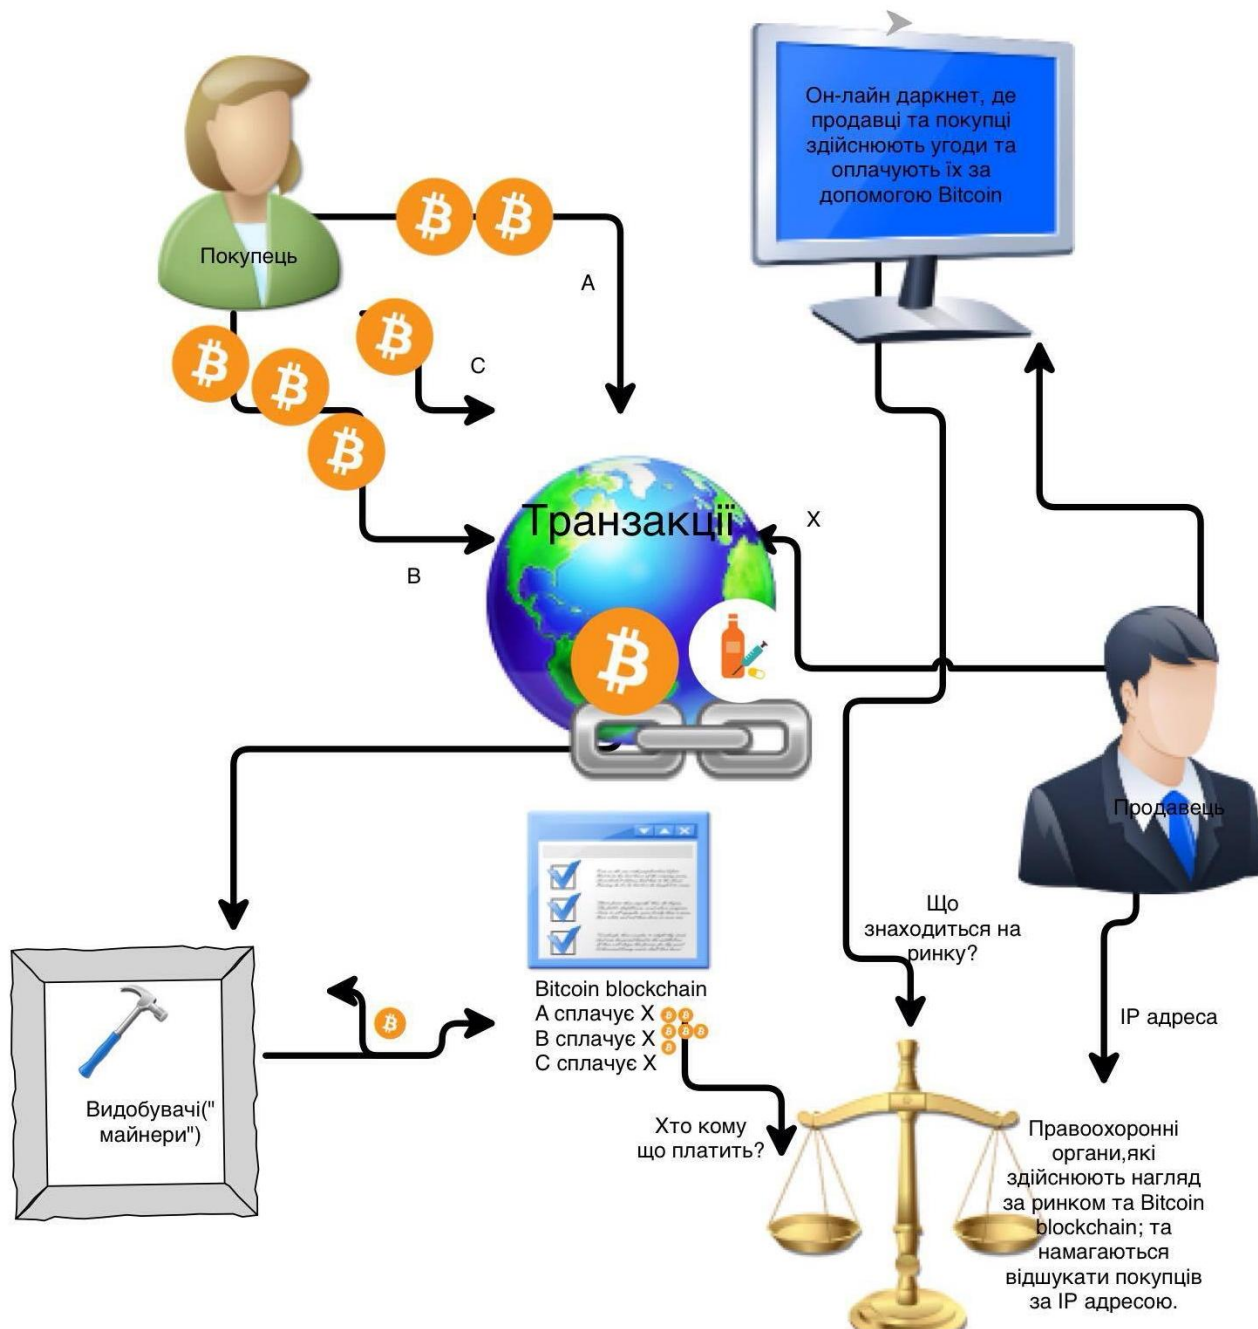 Он-лайн даркнет, де
продавці та покупці
здійснюють угоди та
оплачують їх за
допомогою Bitcoin
Покупець
A
C
B
Транзакції
X
Продавець
Що
знаходиться на
ринку?
IP адреса
Bitcoin blockchain
A сплачує X
B сплачує X
C сплачує X
Видобувачі("
майнери")
Хто кому
що платить?
Правоохоронні
органи,які
здійснюють нагляд
за ринком та Bitcoin
blockchain; та
намагаються
відшукати покупців
за IP адресою.